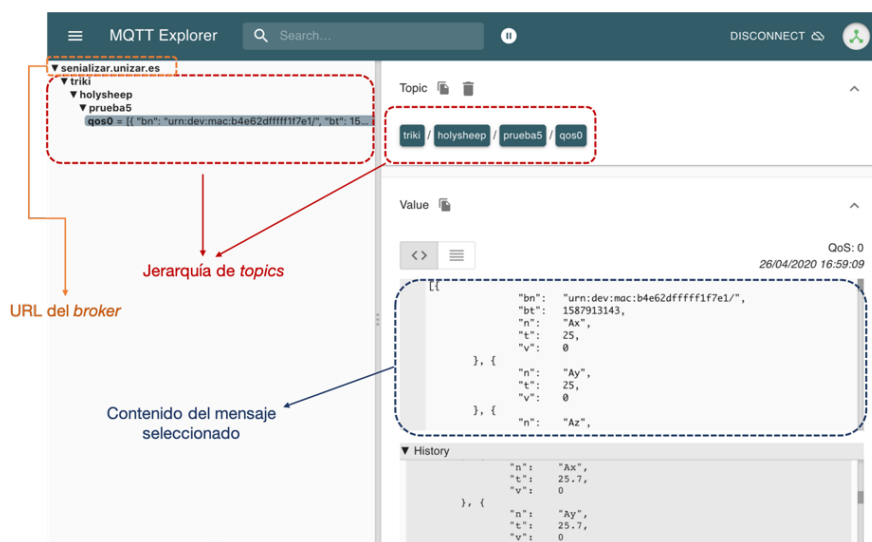 MQTT Explorer
Search...
DISCONNECT
▼ senializar.unizar.es
▼ triki
▼ holysheep
▼ prueba5
qos0 = [{ "bn": "urn:dev:mac:b4e62dfffff1f7e1/", "bt": 15...
Topic
triki / holysheep / prueba5 / qos0
Value
QoS: 0
26/04/2020 16:59:09
[{
"bn": "urn:dev:mac:b4e62dfffff1f7e1/",
"bt": 1587913143,
"n": "Ax",
"t": 25,
"v": 0
}, {
"n": "Ay",
"t": 25,
"v": 0
}, {
"n": "Az",
▼ History
"n": "Ax",
"t": 25.7,
"v": 0
}, {
"n": "Ay",
"t": 25.7,
"v": 0
Jerarquía de topics
URL del broker
Contenido del mensaje
seleccionado